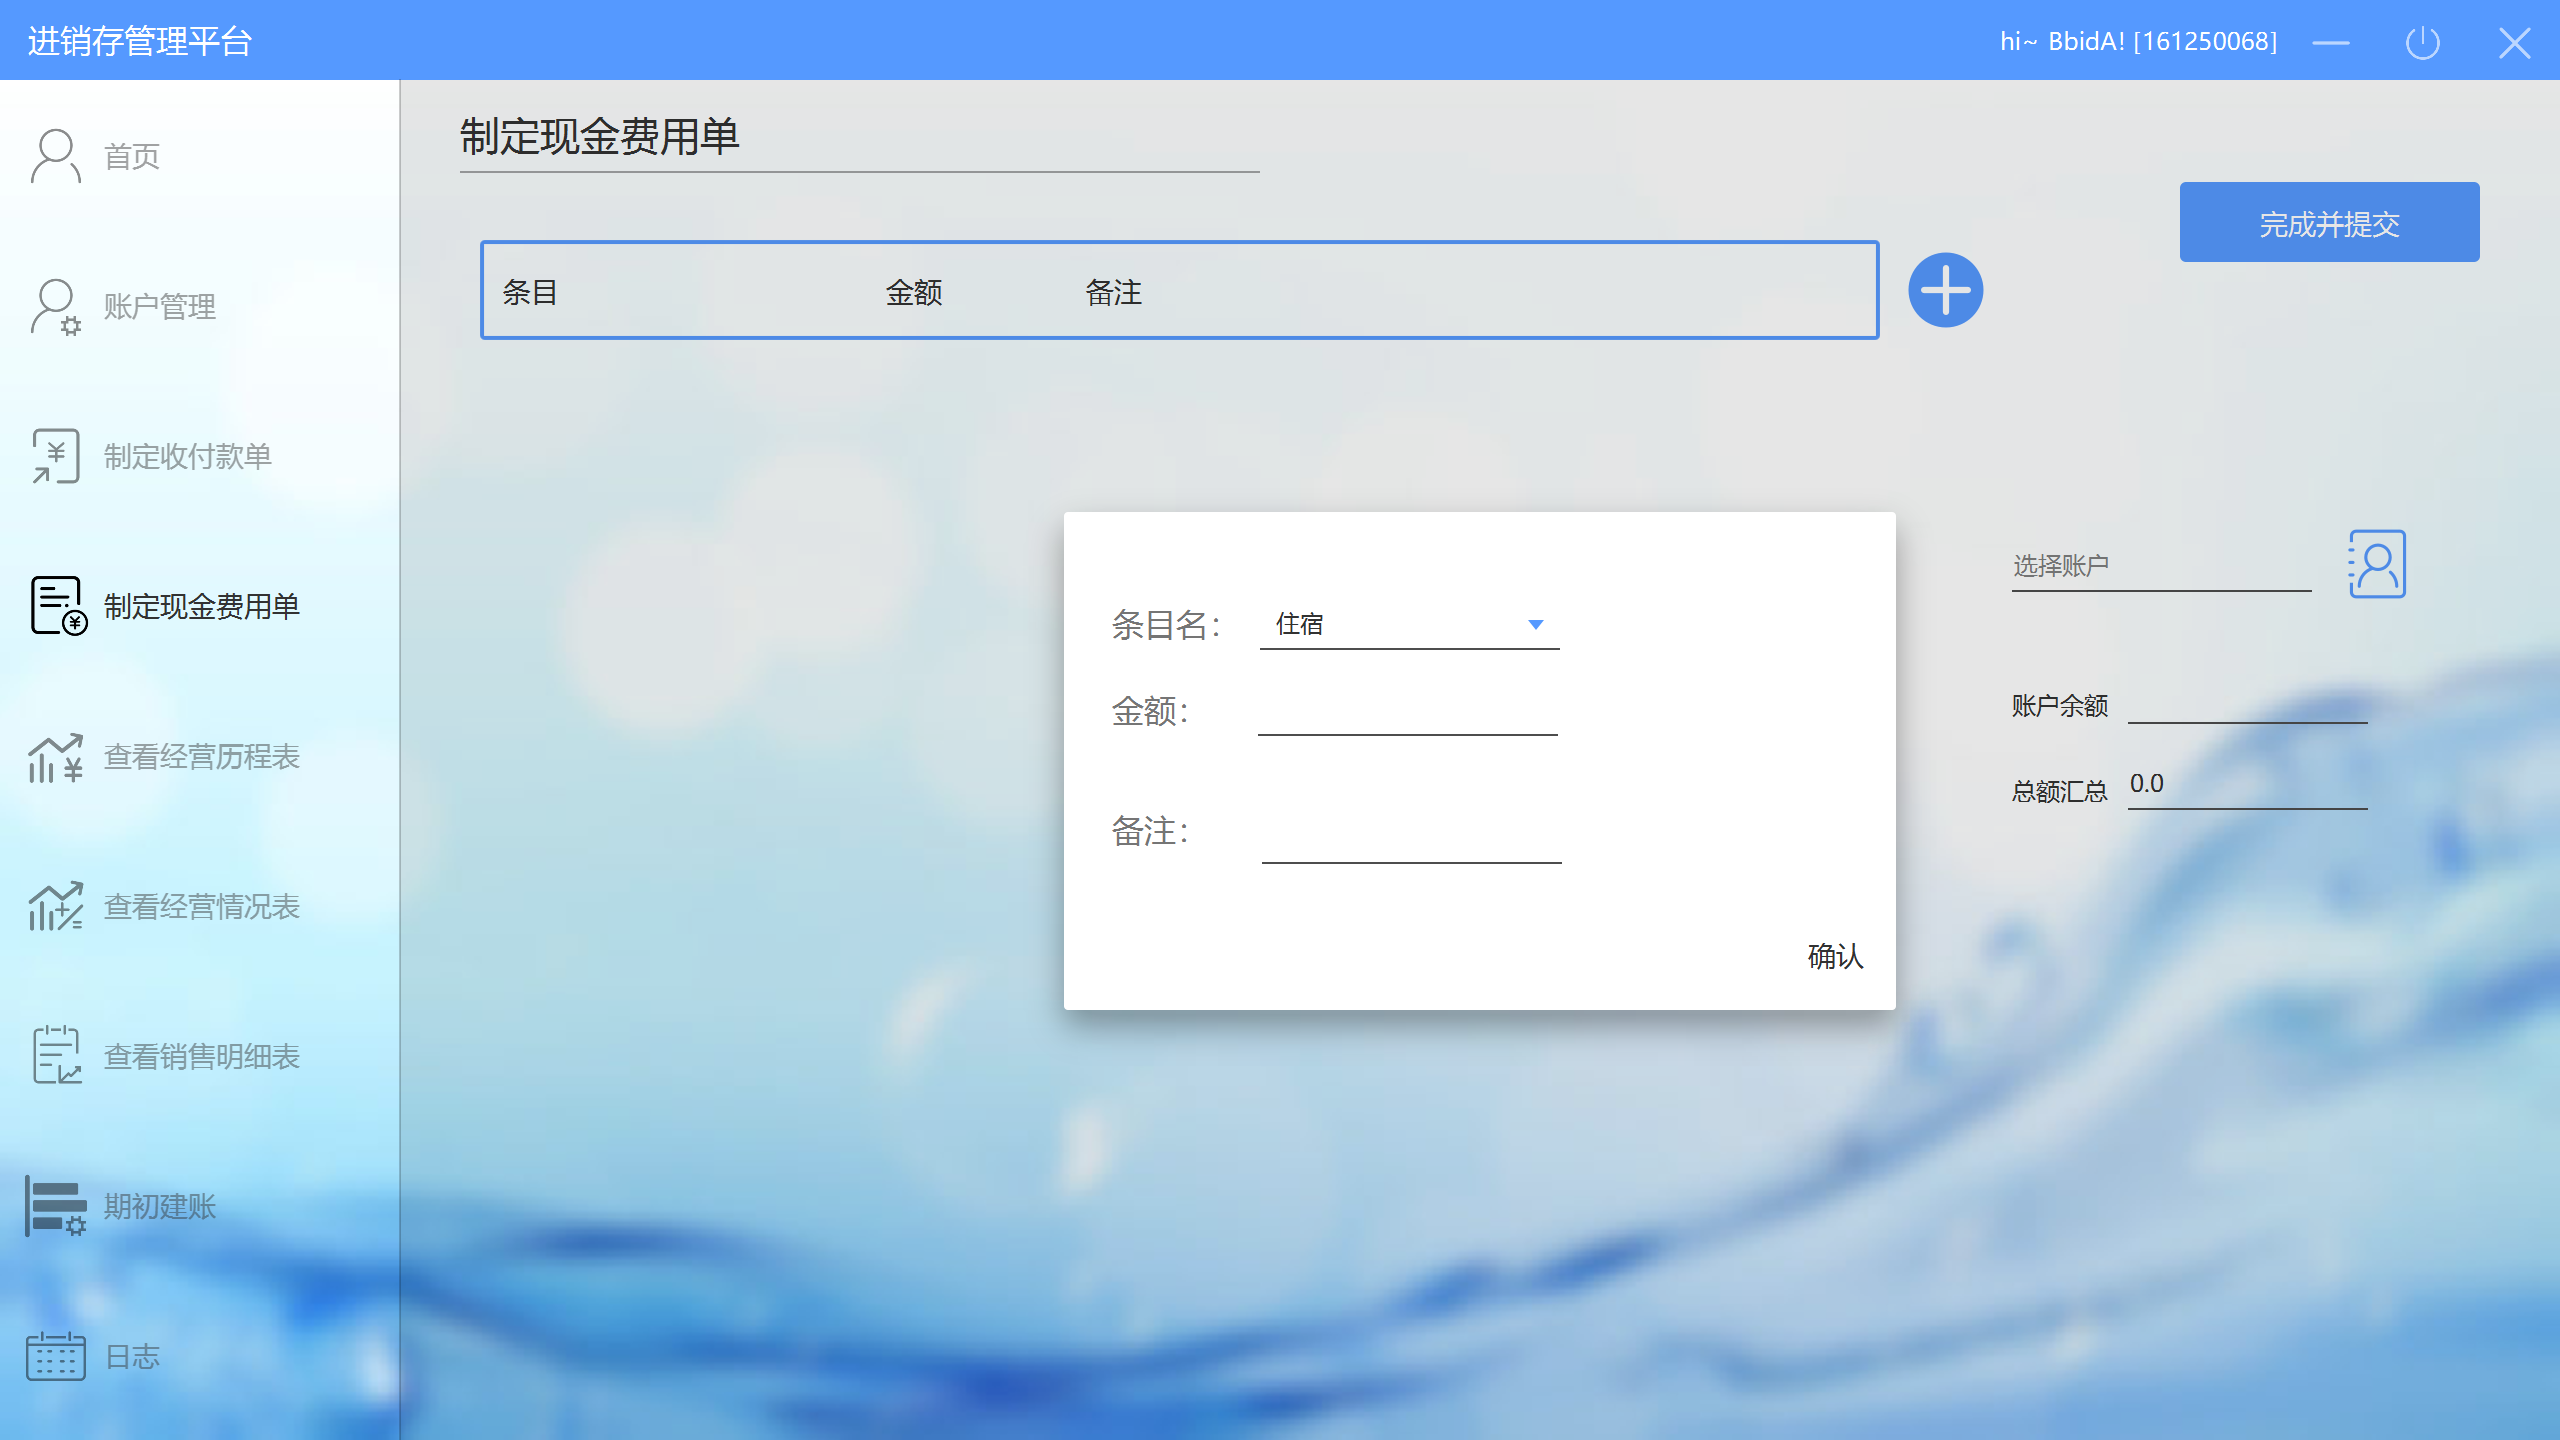 进销存管理平台
hi~ BbidA! [161250068]
首页
账户管理
制定收付款单
制定现金费用单
查看经营历程表
查看经营情况表
查看销售明细表
期初建账
日志
制定现金费用单
完成并提交
条目 金额 备注
选择账户
账户余额
总额汇总 0.0
条目名： 住宿
金额：
备注：
确认